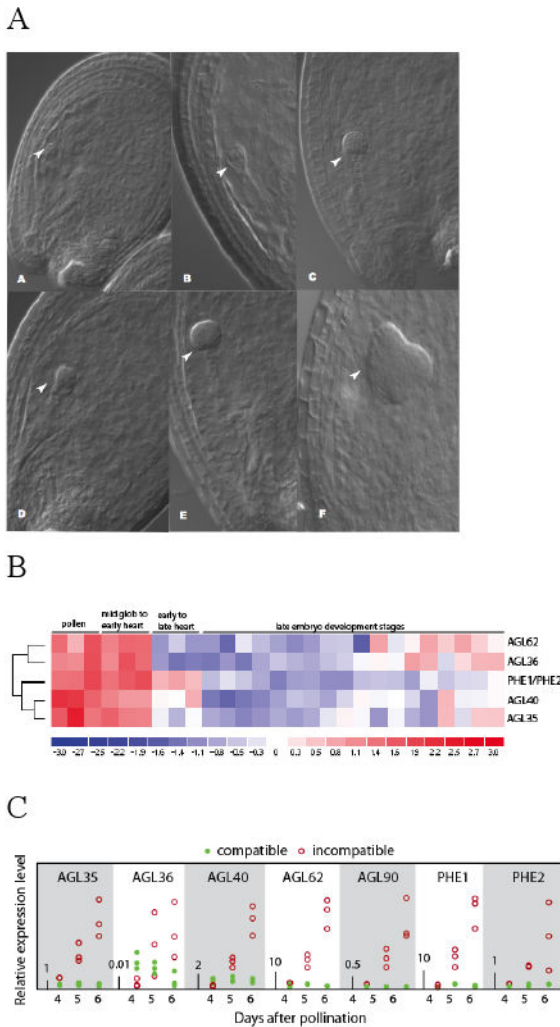 A
A B C
D E F
B
pollen mid glob to early to late embryo development stages
early heart late heart
AGL62
AGL36
PHE1/PHE2
AGL40
AGL35
-3.0 -2.7 -2.5 -2.2 -1.9 -1.6 -1.4 -1.1 -0.8 -0.5 -0.3 0 0.3 0.5 0.8 1.1 1.4 1.6 1.9 2.2 2.5 2.7 3.0
C
compatible incompatible
AGL35 AGL36 AGL40 AGL62 AGL90 PHE1 PHE2
Relative expression level
1 0.01 2 10 0.5 10 1
4 5 6 4 5 6 4 5 6 4 5 6 4 5 6 4 5 6 4 5 6
Days after pollination